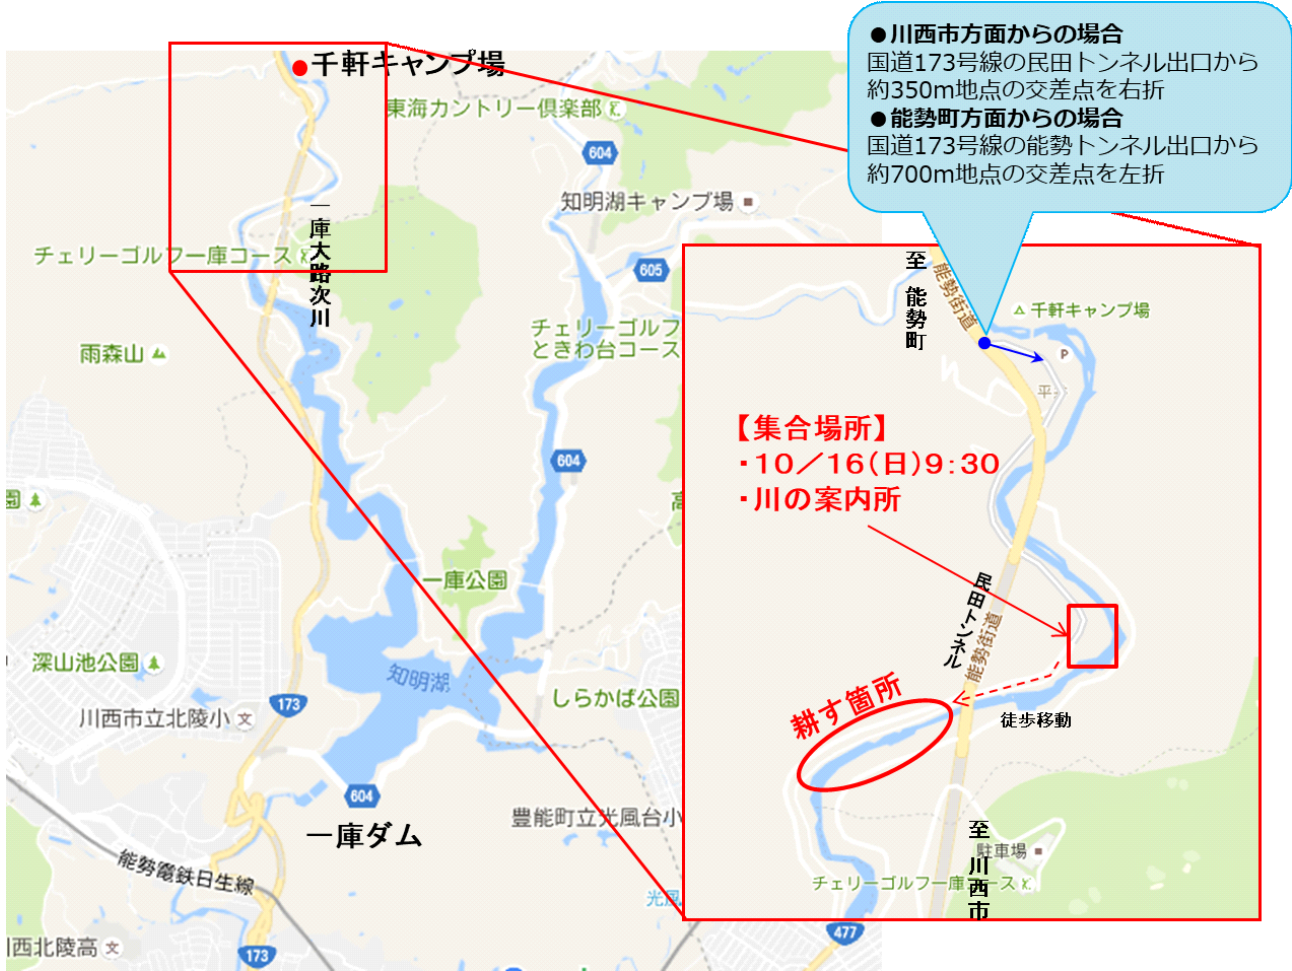 ●川西市方面からの場合
国道173号線の民田トンネル出口から
約350m地点の交差点を右折
●能勢町方面からの場合
国道173号線の能勢トンネル出口から
約700m地点の交差点を左折
千軒キャンプ場
東海カントリー倶楽部
604
知明湖キャンプ場
一庫大路次川
チェリーゴルフ一庫コース
605
チェリーゴルフ
ときわ台コース
雨森山
604
園
高
一庫公園
深山池公園
知明湖
しらかば公園
173
川西市立北陵小
文
604
一庫ダム
豊能町立光風台小
能勢電鉄日生線
光風
川西北陵高
文
173
477
至 能勢町
能勢街道
千軒キャンプ場
P
【集合場所】
・10/16(日)9:30
・川の案内所
民田トンネル
能勢街道
耕す箇所
徒歩移動
至 川西市
駐車場
チェリーゴルフ一庫コース